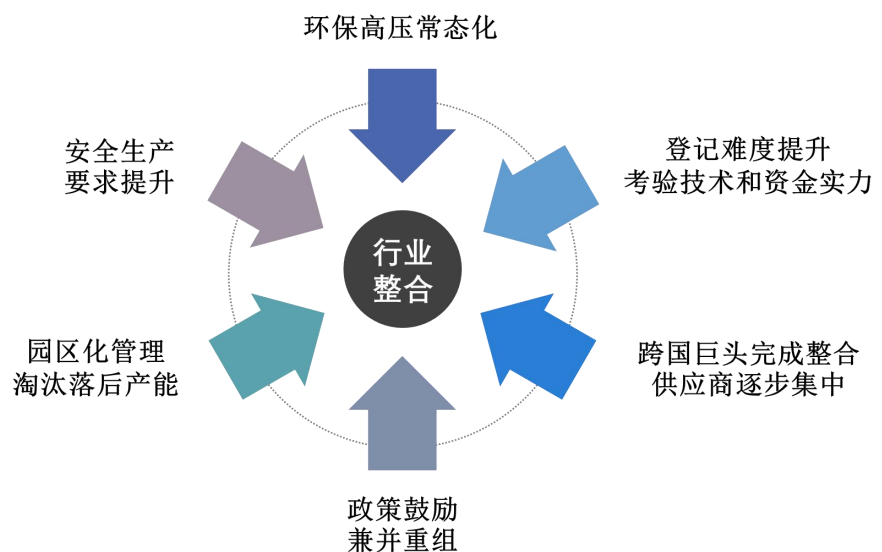 环保高压常态化
安全生产
要求提升
登记难度提升
考验技术和资金实力
行业
整合
园区化管理
淘汰落后产能
跨国巨头完成整合
供应商逐步集中
政策鼓励
兼并重组